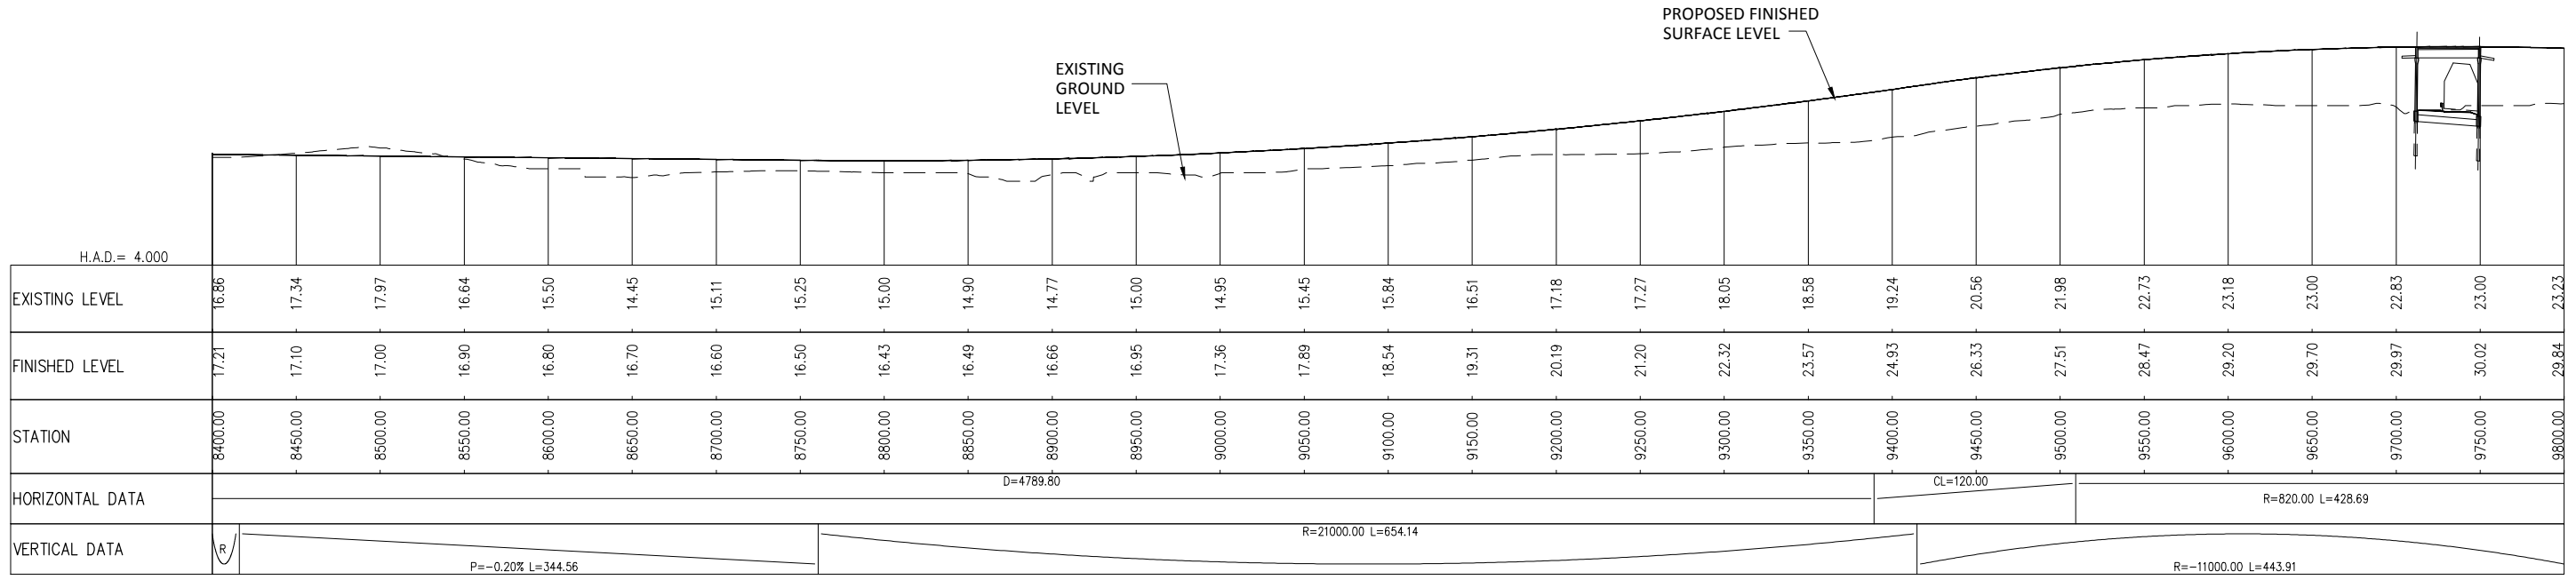 PROPOSED FINISHED
SURFACE LEVEL
EXISTING
GROUND
LEVEL
H.A.D.= 4.000
EXISTING LEVEL 16.86 17.34 17.97 16.64 15.50 14.45 15.11 15.25 15.00 14.90 14.77 15.00 14.95 15.45 15.84 16.51 17.18 17.27 18.05 18.58 19.24 20.56 21.98 22.73 23.18 23.00 22.83 23.00 23.23
FINISHED LEVEL 17.21 17.10 17.00 16.90 16.80 16.70 16.60 16.50 16.43 16.49 16.66 16.95 17.36 17.89 18.54 19.31 20.19 21.20 22.32 23.57 24.93 26.33 27.51 28.47 29.20 29.70 29.97 30.02 29.84
STATION 8400.00 8450.00 8500.00 8550.00 8600.00 8650.00 8700.00 8750.00 8800.00 8850.00 8900.00 8950.00 9000.00 9050.00 9100.00 9150.00 9200.00 9250.00 9300.00 9350.00 9400.00 9450.00 9500.00 9550.00 9600.00 9650.00 9700.00 9750.00 9800.00
HORIZONTAL DATA D=4789.80 CL=120.00 R=820.00 L=428.69
VERTICAL DATA R P=-0.20% L=344.56 R=21000.00 L=654.14 R=-11000.00 L=443.91